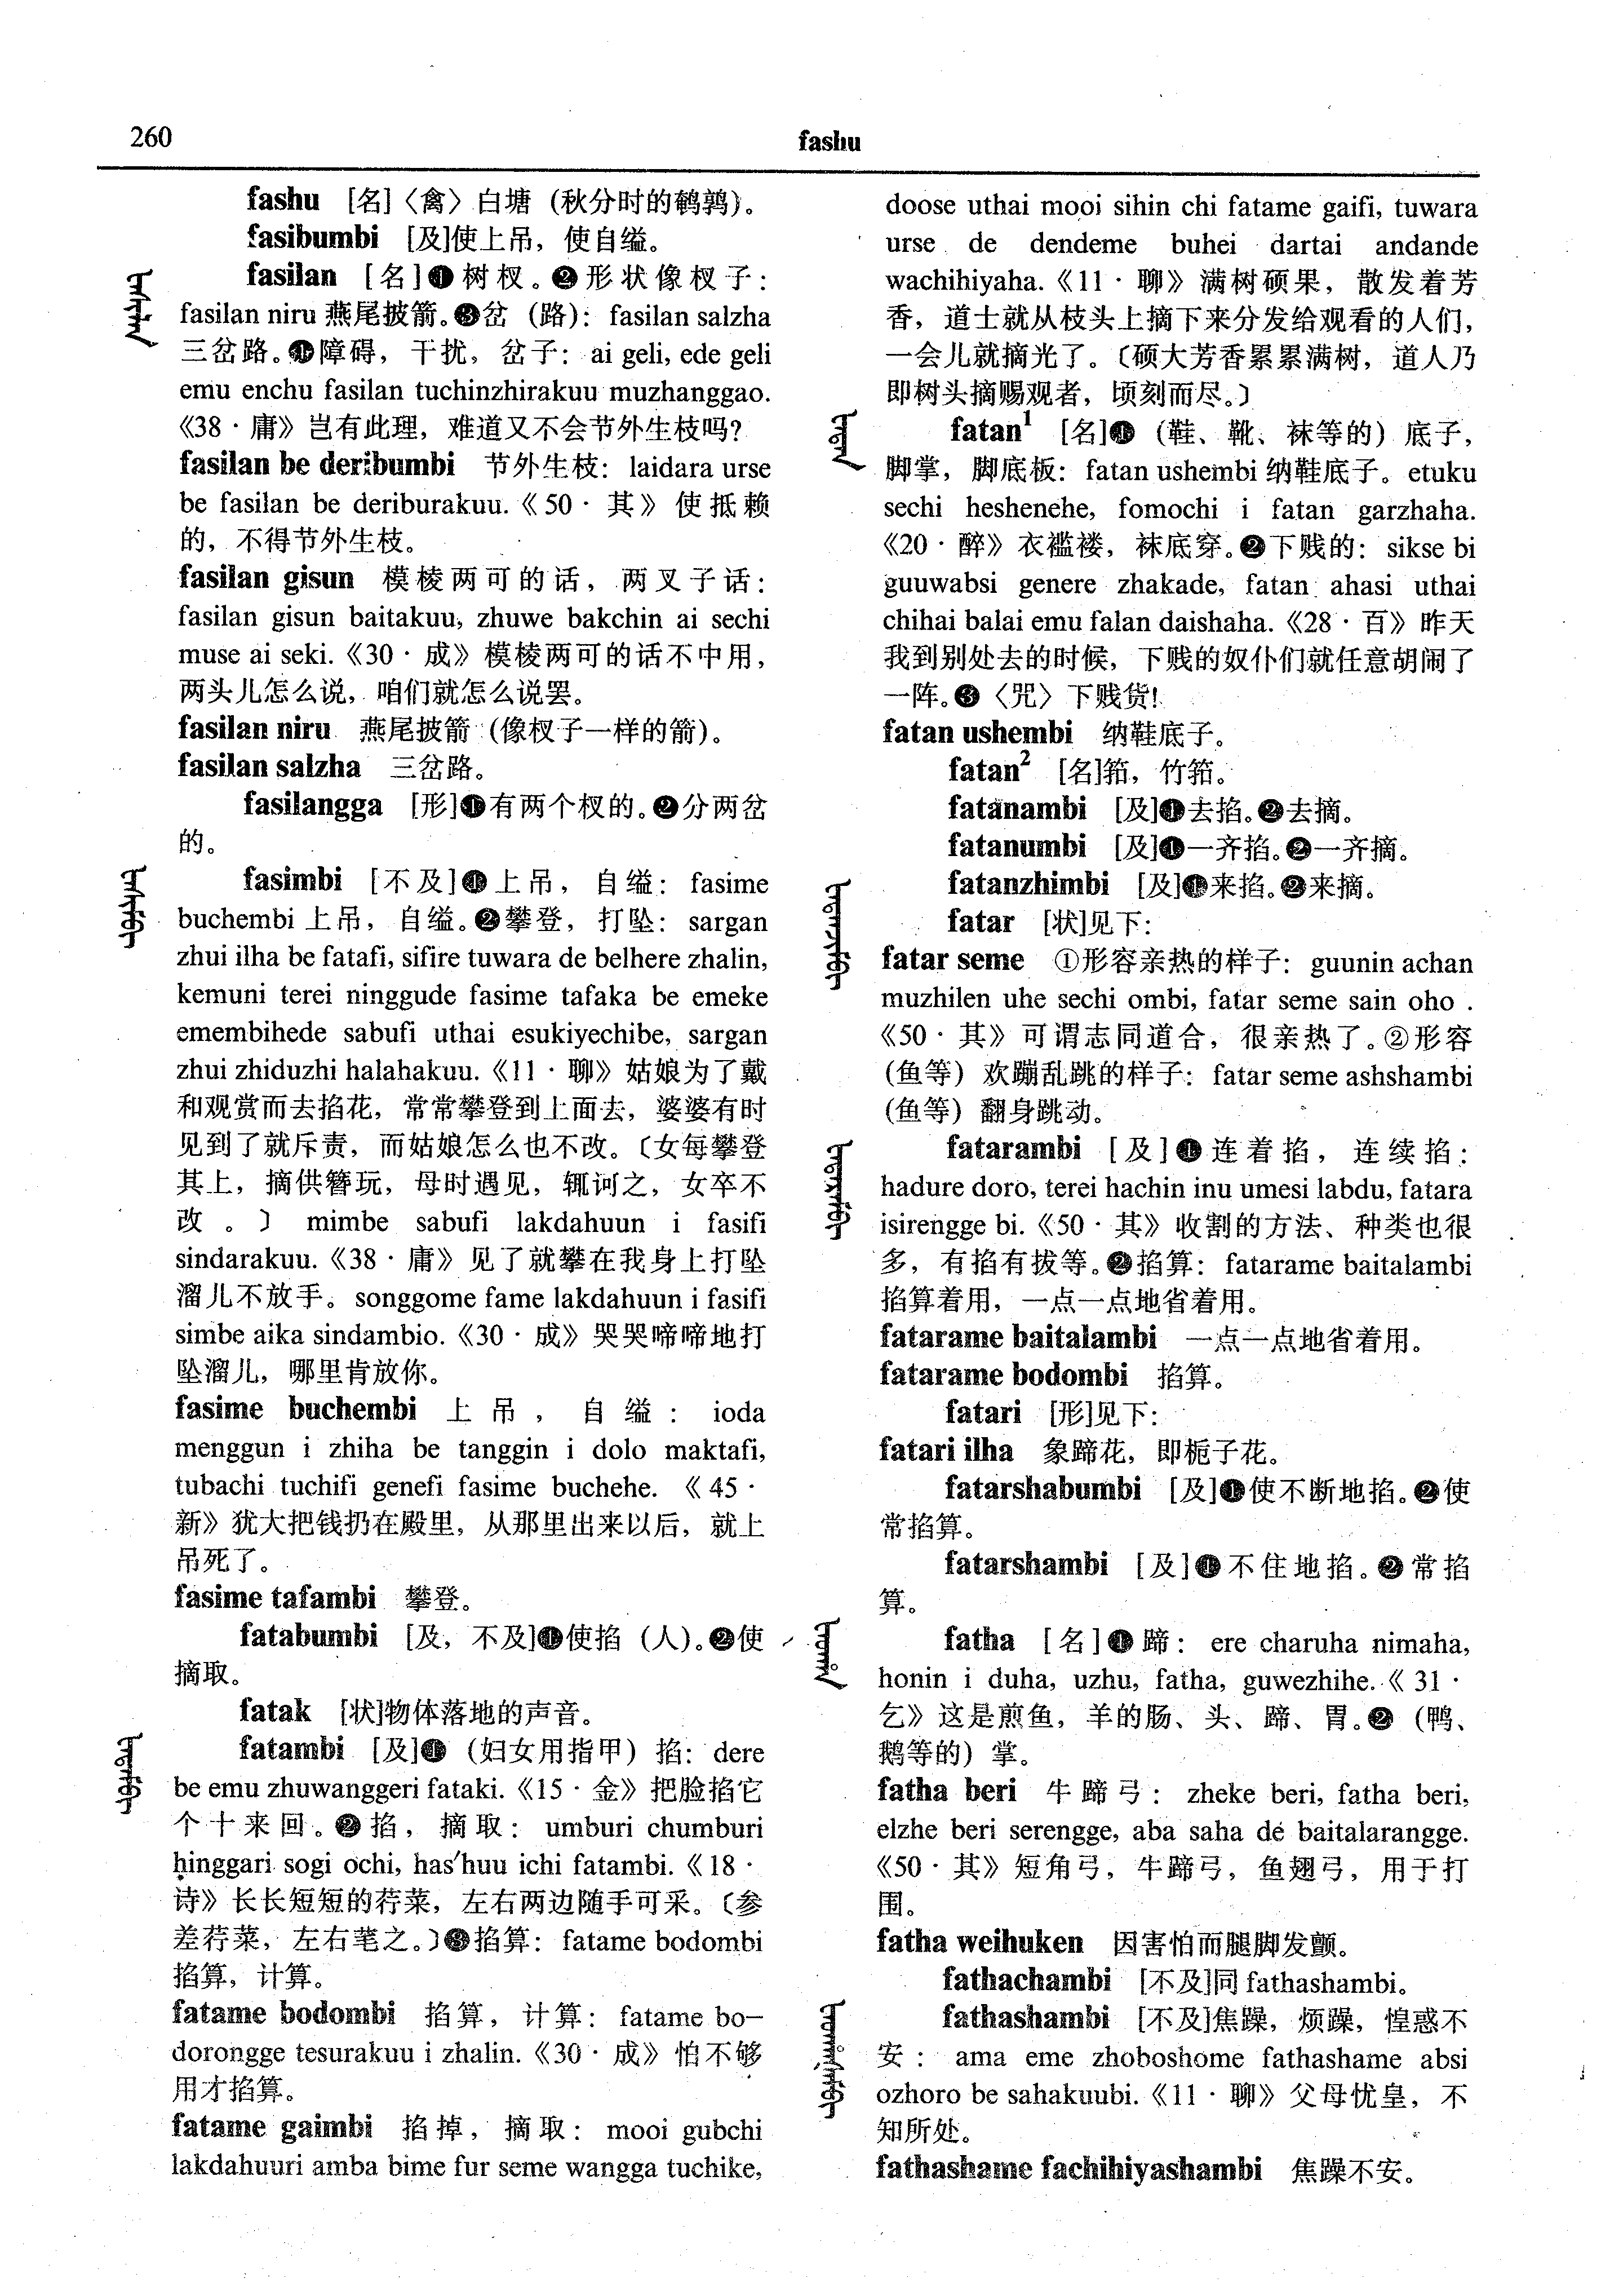 260
fashu
fashu [名]〈禽〉白塘（秋分时的鹌鹑）。
fasibumbi [及]使上吊，使自缢。
fasilan [名]❶树杈。❷形状像杈子：
fasilan niru 燕尾披箭。❸岔（路）：fasilan salzha
三岔路。❹障碍，干扰，岔子：ai geli, ede geli
emu enchu fasilan tuchinzhirakuu muzhanggao.
《38·庸》岂有此理，难道又不会节外生枝吗？
fasilan be deribumbi 节外生枝：laidara urse
be fasilan be deriburakuu.《50·其》使抵赖
的，不得节外生枝。
fasilan gisun 模棱两可的话，两叉子话：
fasilan gisun baitakuu, zhuwe bakchin ai sechi
muse ai seki.《30·成》模棱两可的话不中用，
两头儿怎么说，咱们就怎么说罢。
fasilan niru 燕尾披箭（像杈子一样的箭）。
fasilan salzha 三岔路。
fasilangga [形]❶有两个杈的。❷分两岔
的。
fasimbi [不及]❶上吊，自缢：fasime
buchembi 上吊，自缢。❷攀登，打坠：sargan
zhui ilha be fatafi, sifire tuwara de belhere zhalin,
kemuni terei ninggude fasime tafaka be emeke
emembihede sabufi uthai esukiyechibe, sargan
zhui zhiduzhi halahakuu.《11·聊》姑娘为了戴
和观赏而去掐花，常常攀登到上面去，婆婆有时
见到了就斥责，而姑娘怎么也不改。〔女每攀登
其上，摘供簪玩，母时遇见，辄诃之，女卒不
改。〕 mimbe sabufi lakdahuun i fasifi
sindarakuu.《38·庸》见了就攀在我身上打坠
溜儿不放手。songgome fame lakdahuun i fasifi
simbe aika sindambio.《30·成》哭哭啼啼地打
坠溜儿，哪里肯放你。
fasime buchembi 上吊，自缢：ioda
menggun i zhiha be tanggin i dolo maktafi,
tubachi tuchifi genefi fasime buchehe.《45·
新》犹大把钱扔在殿里，从那里出来以后，就上
吊死了。
fasime tafambi 攀登。
fatabumbi [及，不及]❶使掐（人）。❷使
摘取。
fatak [状]物体落地的声音。
fatambi [及]❶（妇女用指甲）掐：dere
be emu zhuwanggeri fataki.《15·金》把脸掐它
个十来回。❷掐，摘取：umburi chumburi
hinggari sogi ochi, has'huu ichi fatambi.《18·
诗》长长短短的荇菜，左右两边随手可采。〔参
差荇菜，左右芼之。〕❸掐算：fatame bodombi
掐算，计算。
fatame bodombi 掐算，计算：fatame bo-
dorongge tesurakuu i zhalin.《30·成》怕不够
用才掐算。
fatame gaimbi 掐掉，摘取：mooi gubchi
lakdahuuri amba bime fur seme wangga tuchike,
doose uthai mooi sihin chi fatame gaifi, tuwara
urse de dendeme buhei dartai andande
wachihiyaha.《11·聊》满树硕果，散发着芳
香，道士就从枝头上摘下来分发给观看的人们，
一会儿就摘光了。〔硕大芳香累累满树，道人乃
即树头摘赐观者，顷刻而尽。〕
fatan¹ [名]❶（鞋、靴、袜等的）底子，
脚掌，脚底板：fatan ushembi 纳鞋底子。etuku
sechi heshenehe, fomochi i fatan garzhaha.
《20·醉》衣褴褛，袜底穿。❷下贱的：sikse bi
guuwabsi genere zhakade, fatan ahasi uthai
chihai balai emu falan daishaha.《28·百》昨天
我到别处去的时候，下贱的奴仆们就任意胡闹了
一阵。❸〈咒〉下贱货！
fatan ushembi 纳鞋底子。
fatan² [名]筘，竹筘。
fatanambi [及]❶去掐。❷去摘。
fatanumbi [及]❶一齐掐。❷一齐摘。
fatanzhimbi [及]❶来掐。❷来摘。
fatar [状]见下：
fatar seme ①形容亲热的样子：guunin achan
muzhilen uhe sechi ombi, fatar seme sain oho .
《50·其》可谓志同道合，很亲热了。②形容
（鱼等）欢蹦乱跳的样子：fatar seme ashshambi
（鱼等）翻身跳动。
fatarambi [及]❶连着掐，连续掐：
hadure doro, terei hachin inu umesi labdu, fatara
isirengge bi.《50·其》收割的方法、种类也很
多，有掐有拔等。❷掐算：fatarame baitalambi
掐算着用，一点一点地省着用。
fatarame baitalambi 一点一点地省着用。
fatarame bodombi 掐算。
fatari [形]见下：
fatari ilha 象蹄花，即栀子花。
fatarshabumbi [及]❶使不断地掐。❷使
常掐算。
fatarshambi [及]❶不住地掐。❷常掐
算。
fatha [名]❶蹄：ere charuha nimaha,
honin i duha, uzhu, fatha, guwezhihe.《31·
乞》这是煎鱼，羊的肠、头、蹄、胃。❷（鸭、
鹅等的）掌。
fatha beri 牛蹄弓：zheke beri, fatha beri,
elzhe beri serengge, aba saha de baitalarangge.
《50·其》短角弓，牛蹄弓，鱼翅弓，用于打
围。
fatha weihuken 因害怕而腿脚发颤。
fathachambi [不及]同 fathashambi。
fathashambi [不及]焦躁，烦躁，惶惑不
安：ama eme zhoboshome fathashame absi
ozhoro be sahakuubi.《11·聊》父母忧皇，不
知所处。
fathashame fachihiyashambi 焦躁不安。